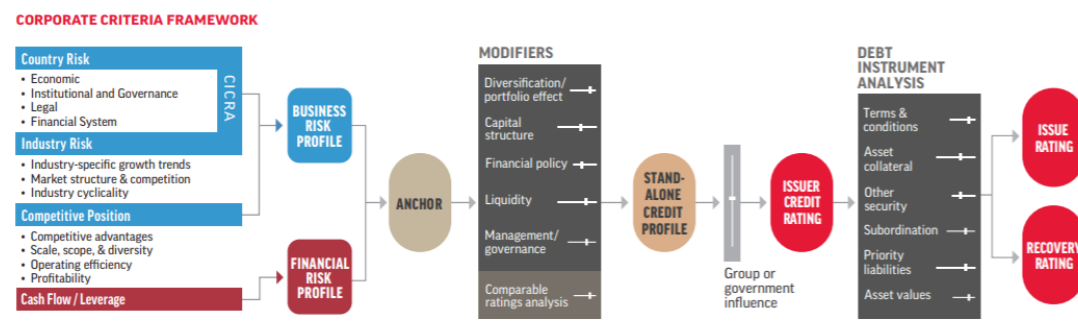 CORPORATE CRITERIA FRAMEWORK
Country Risk
• Economic
• Institutional and Governance
• Legal
• Financial System
CICRA
Industry Risk
• Industry-specific growth trends
• Market structure & competition
• Industry cyclicality
Competitive Position
• Competitive advantages
• Scale, scope, & diversity
• Operating efficiency
• Profitability
Cash Flow / Leverage
BUSINESS
RISK
PROFILE
FINANCIAL
RISK
PROFILE
ANCHOR
MODIFIERS
Diversification/
portfolio effect
Capital
structure
Financial policy
Liquidity
Management/
governance
Comparable
ratings analysis
STAND-
ALONE
CREDIT
PROFILE
Group or
government
influence
ISSUER
CREDIT
RATING
DEBT
INSTRUMENT
ANALYSIS
Terms &
conditions
Asset
collateral
Other
security
Subordination
Priority
liabilities
Asset values
ISSUE
RATING
RECOVERY
RATING